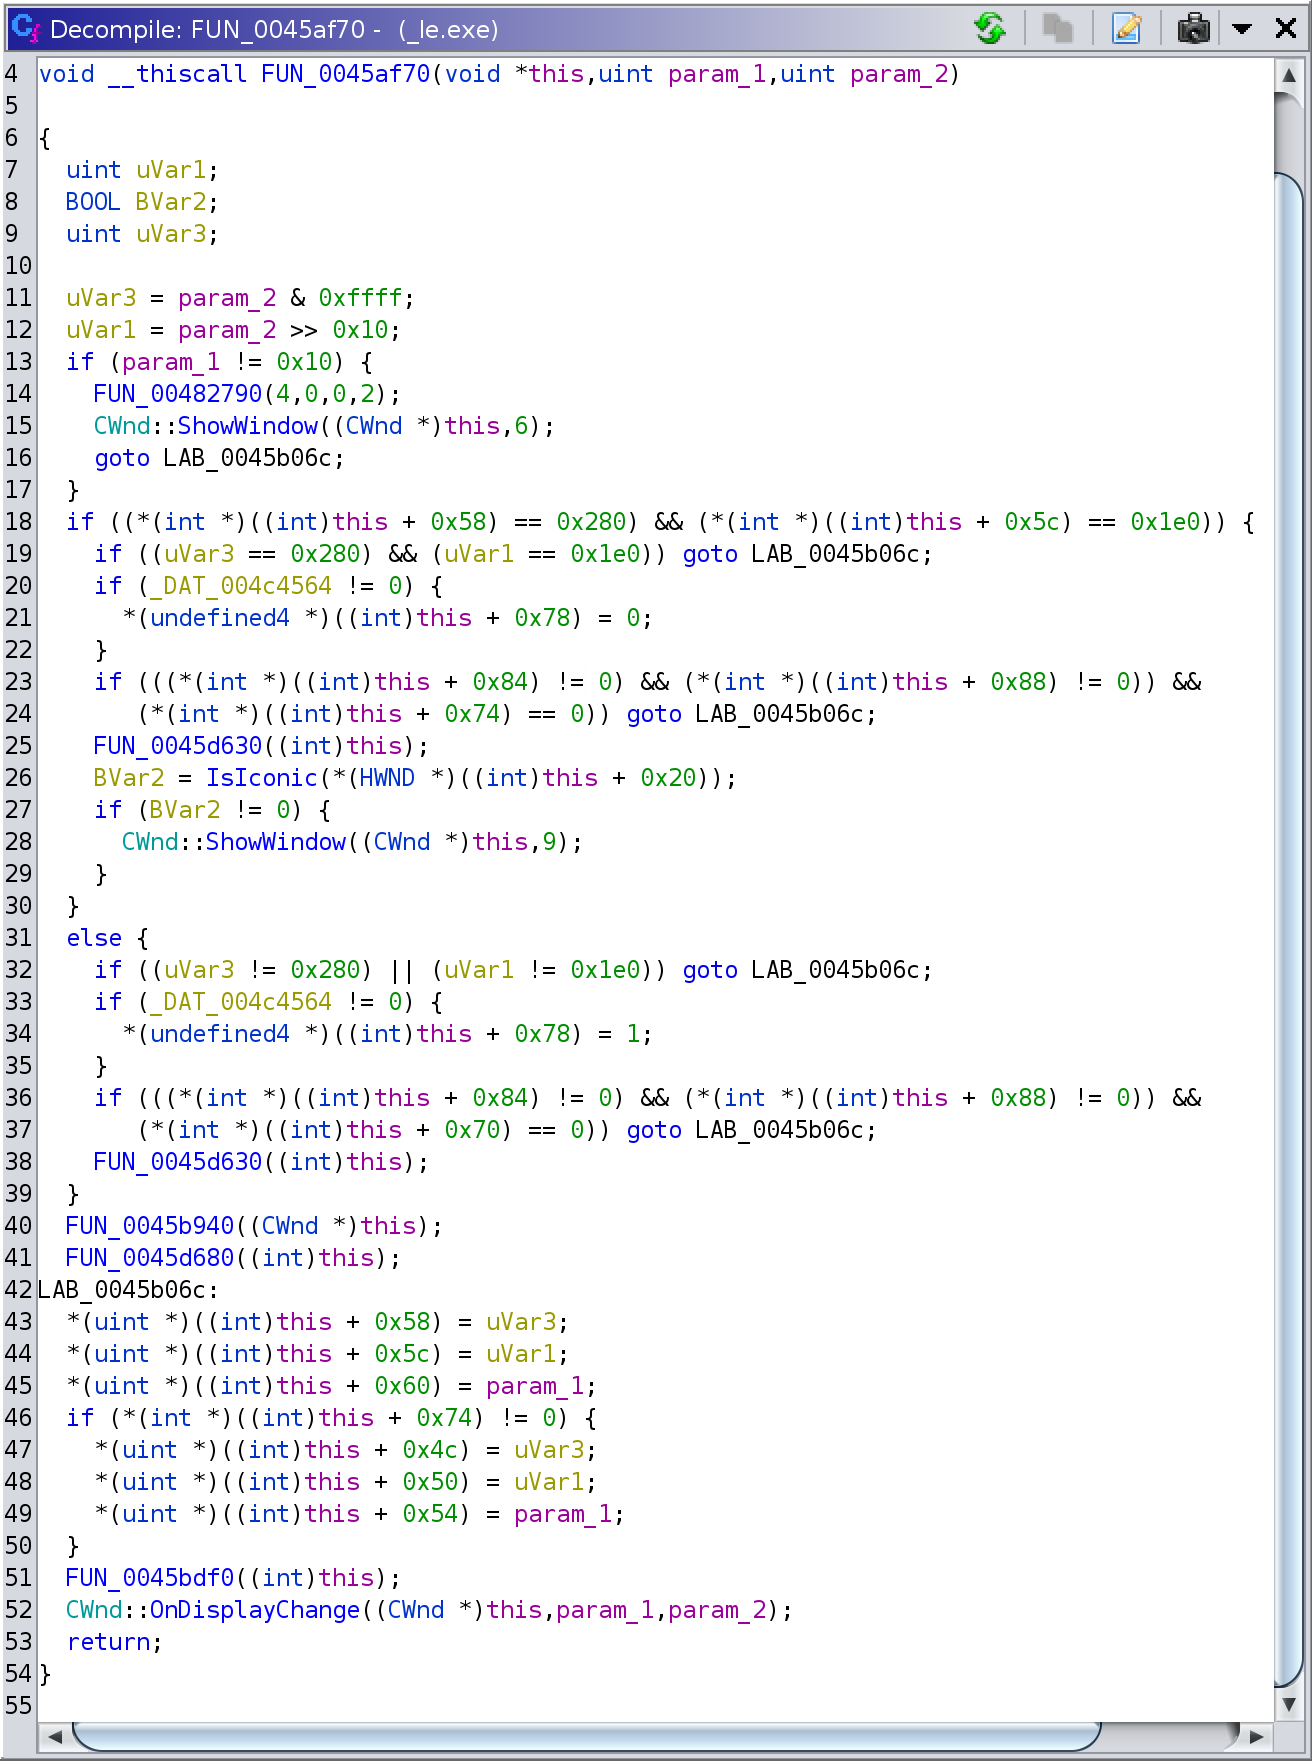 Decompile: FUN_0045af70 - (_le.exe)
4 void __thiscall FUN_0045af70(void *this,uint param_1,uint param_2)
5
6 {
7   uint uVar1;
8   BOOL BVar2;
9   uint uVar3;
10
11   uVar3 = param_2 & 0xffff;
12   uVar1 = param_2 >> 0x10;
13   if (param_1 != 0x10) {
14     FUN_00482790(4,0,0,2);
15     CWnd::ShowWindow((CWnd *)this,6);
16     goto LAB_0045b06c;
17   }
18   if ((*(int *)((int)this + 0x58) == 0x280) && (*(int *)((int)this + 0x5c) == 0x1e0)) {
19     if ((uVar3 == 0x280) && (uVar1 == 0x1e0)) goto LAB_0045b06c;
20     if (_DAT_004c4564 != 0) {
21       *(undefined4 *)((int)this + 0x78) = 0;
22     }
23     if (((*(int *)((int)this + 0x84) != 0) && (*(int *)((int)this + 0x88) != 0)) &&
24        (*(int *)((int)this + 0x74) == 0)) goto LAB_0045b06c;
25     FUN_0045d630((int)this);
26     BVar2 = IsIconic(*(HWND *)((int)this + 0x20));
27     if (BVar2 != 0) {
28       CWnd::ShowWindow((CWnd *)this,9);
29     }
30   }
31   else {
32     if ((uVar3 != 0x280) || (uVar1 != 0x1e0)) goto LAB_0045b06c;
33     if (_DAT_004c4564 != 0) {
34       *(undefined4 *)((int)this + 0x78) = 1;
35     }
36     if (((*(int *)((int)this + 0x84) != 0) && (*(int *)((int)this + 0x88) != 0)) &&
37        (*(int *)((int)this + 0x70) == 0)) goto LAB_0045b06c;
38     FUN_0045d630((int)this);
39   }
40   FUN_0045b940((CWnd *)this);
41   FUN_0045d680((int)this);
42 LAB_0045b06c:
43   *(uint *)((int)this + 0x58) = uVar3;
44   *(uint *)((int)this + 0x5c) = uVar1;
45   *(uint *)((int)this + 0x60) = param_1;
46   if (*(int *)((int)this + 0x74) != 0) {
47     *(uint *)((int)this + 0x4c) = uVar3;
48     *(uint *)((int)this + 0x50) = uVar1;
49     *(uint *)((int)this + 0x54) = param_1;
50   }
51   FUN_0045bdf0((int)this);
52   CWnd::OnDisplayChange((CWnd *)this,param_1,param_2);
53   return;
54 }
55